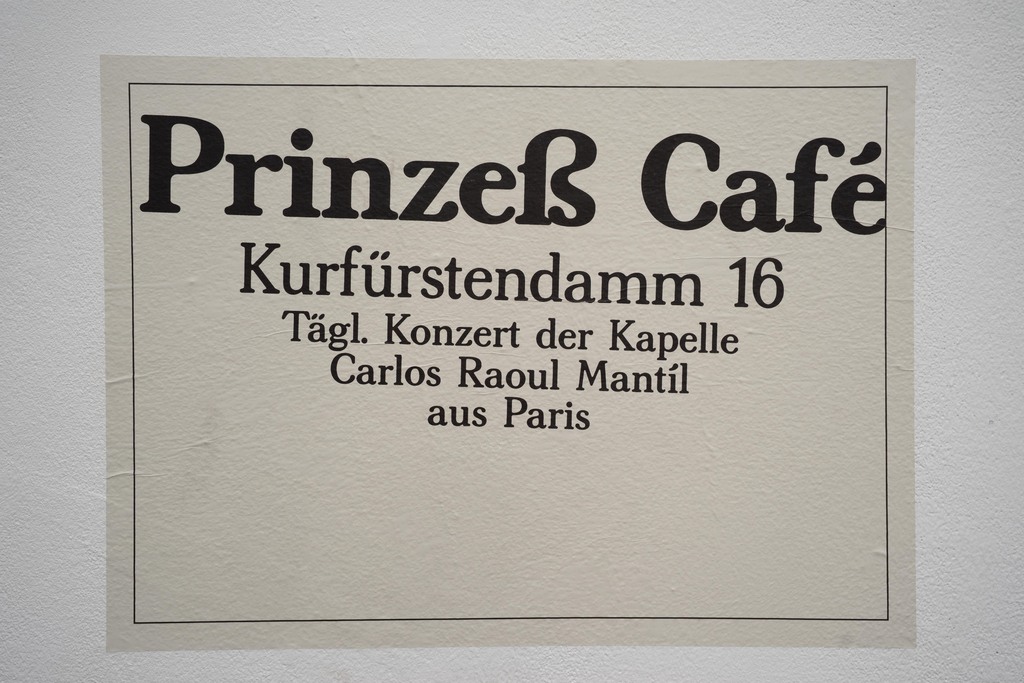 Prinzeß Café
Kurfürstendamm 16
Tägl. Konzert der Kapelle
Carlos Raoul Mantíl
aus Paris